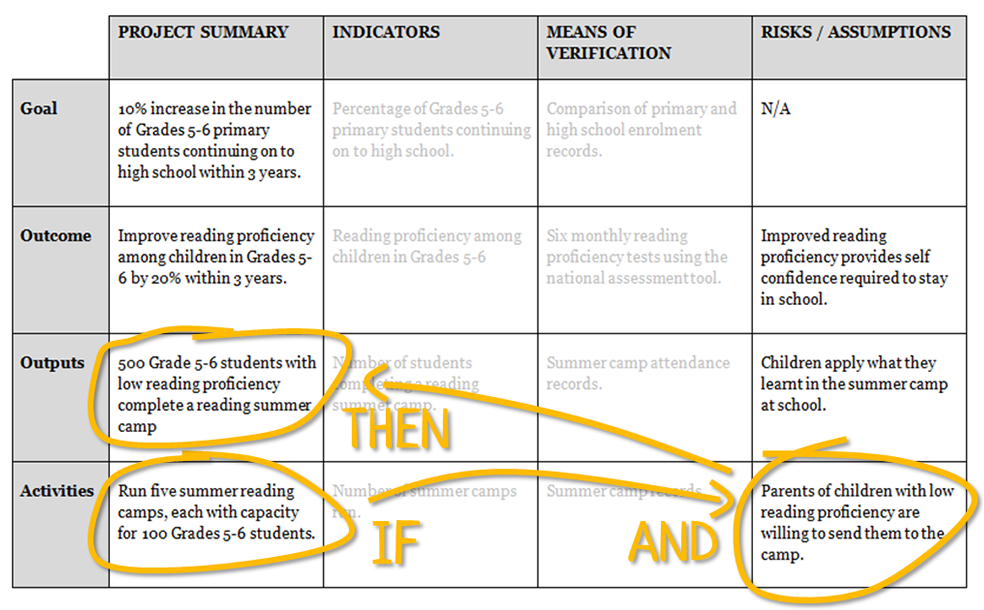 PROJECT SUMMARY
INDICATORS
MEANS OF
VERIFICATION
RISKS / ASSUMPTIONS
Goal
10% increase in the number
of Grades 5-6 primary
students continuing on to
high school within 3 years.
Percentage of Grades 5-6
primary students continuing
on to high school.
Comparison of primary and
high school enrolment
records.
N/A
Outcome
Improve reading proficiency
among children in Grades 5-
6 by 20% within 3 years.
Reading proficiency among
children in Grades 5-6
Six monthly reading
proficiency tests using the
national assessment tool.
Improved reading
proficiency provides self
confidence required to stay
in school.
Outputs
500 Grade 5-6 students with
low reading proficiency
complete a reading summer
camp
Number of students
completing a reading
summer camp.
Summer camp attendance
records.
Children apply what they
learnt in the summer camp
at school.
THEN
Activities
Run five summer reading
camps, each with capacity
for 100 Grades 5-6 students.
Number of summer camps
run.
Summer camp records.
Parents of children with low
reading proficiency are
willing to send them to the
camp.
IF
AND